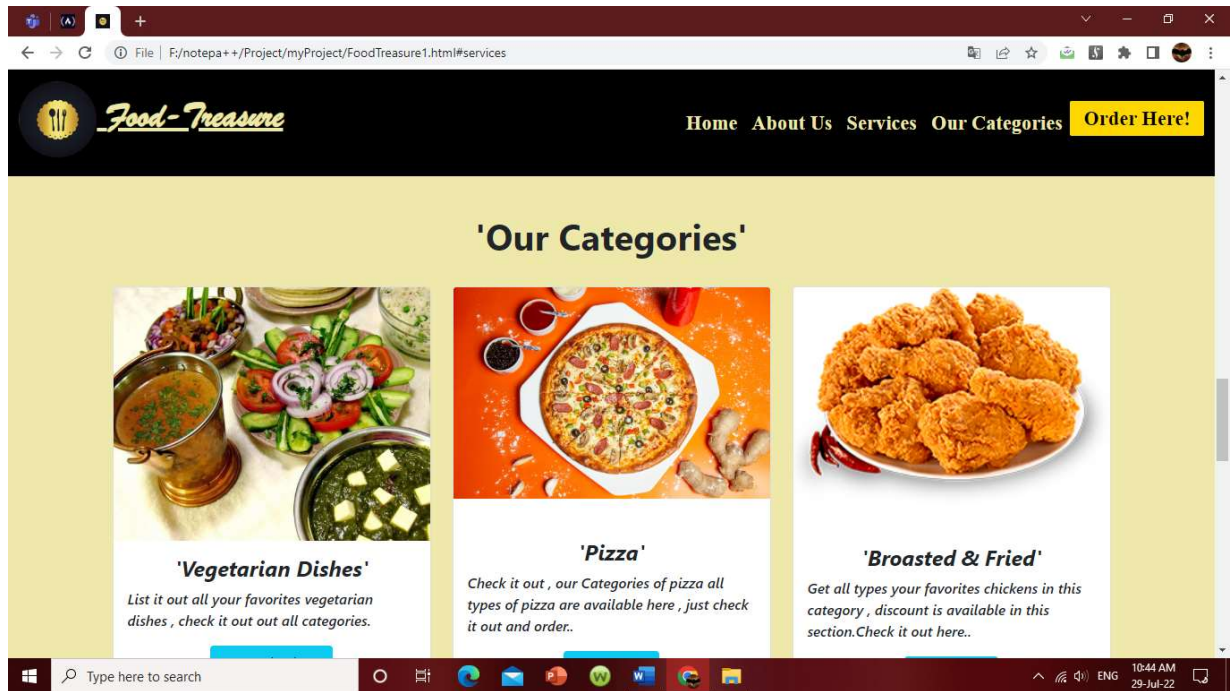 File F:/notepa++/Project/myProject/FoodTreasure1.html#services
Food-Treasure
Home About Us Services Our Categories Order Here!
'Our Categories'
'Vegetarian Dishes'
List it out all your favorites vegetarian
dishes , check it out out all categories.
'Pizza'
Check it out , our Categories of pizza all
types of pizza are available here , just check
it out and order..
'Broasted & Fried'
Get all types your favorites chickens in this
category , discount is available in this
section.Check it out here..
Type here to search
ENG
10:44 AM
29-Jul-22